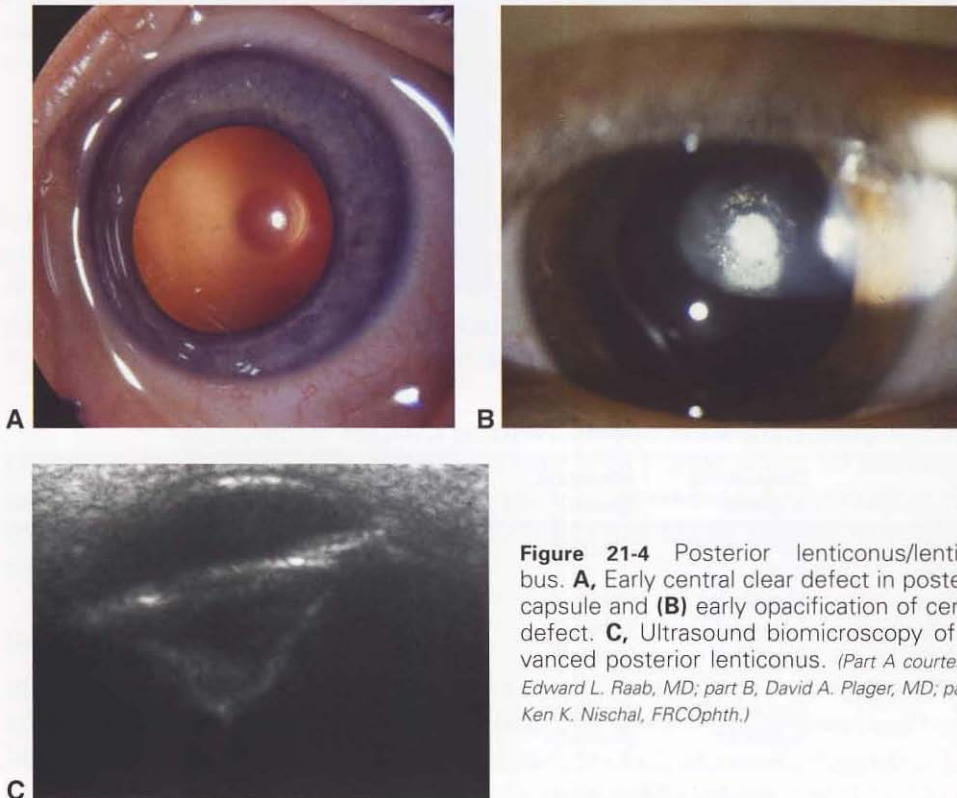 A
B
C
Figure 21-4 Posterior lenticonus/lenti
bus. A, Early central clear defect in poste
capsule and (B) early opacification of cen
defect. C, Ultrasound biomicroscopy of
vanced posterior lenticonus. (Part A courte
Edward L. Raab, MD; part B, David A. Plager, MD; pa
Ken K. Nischal, FRCOphth.)